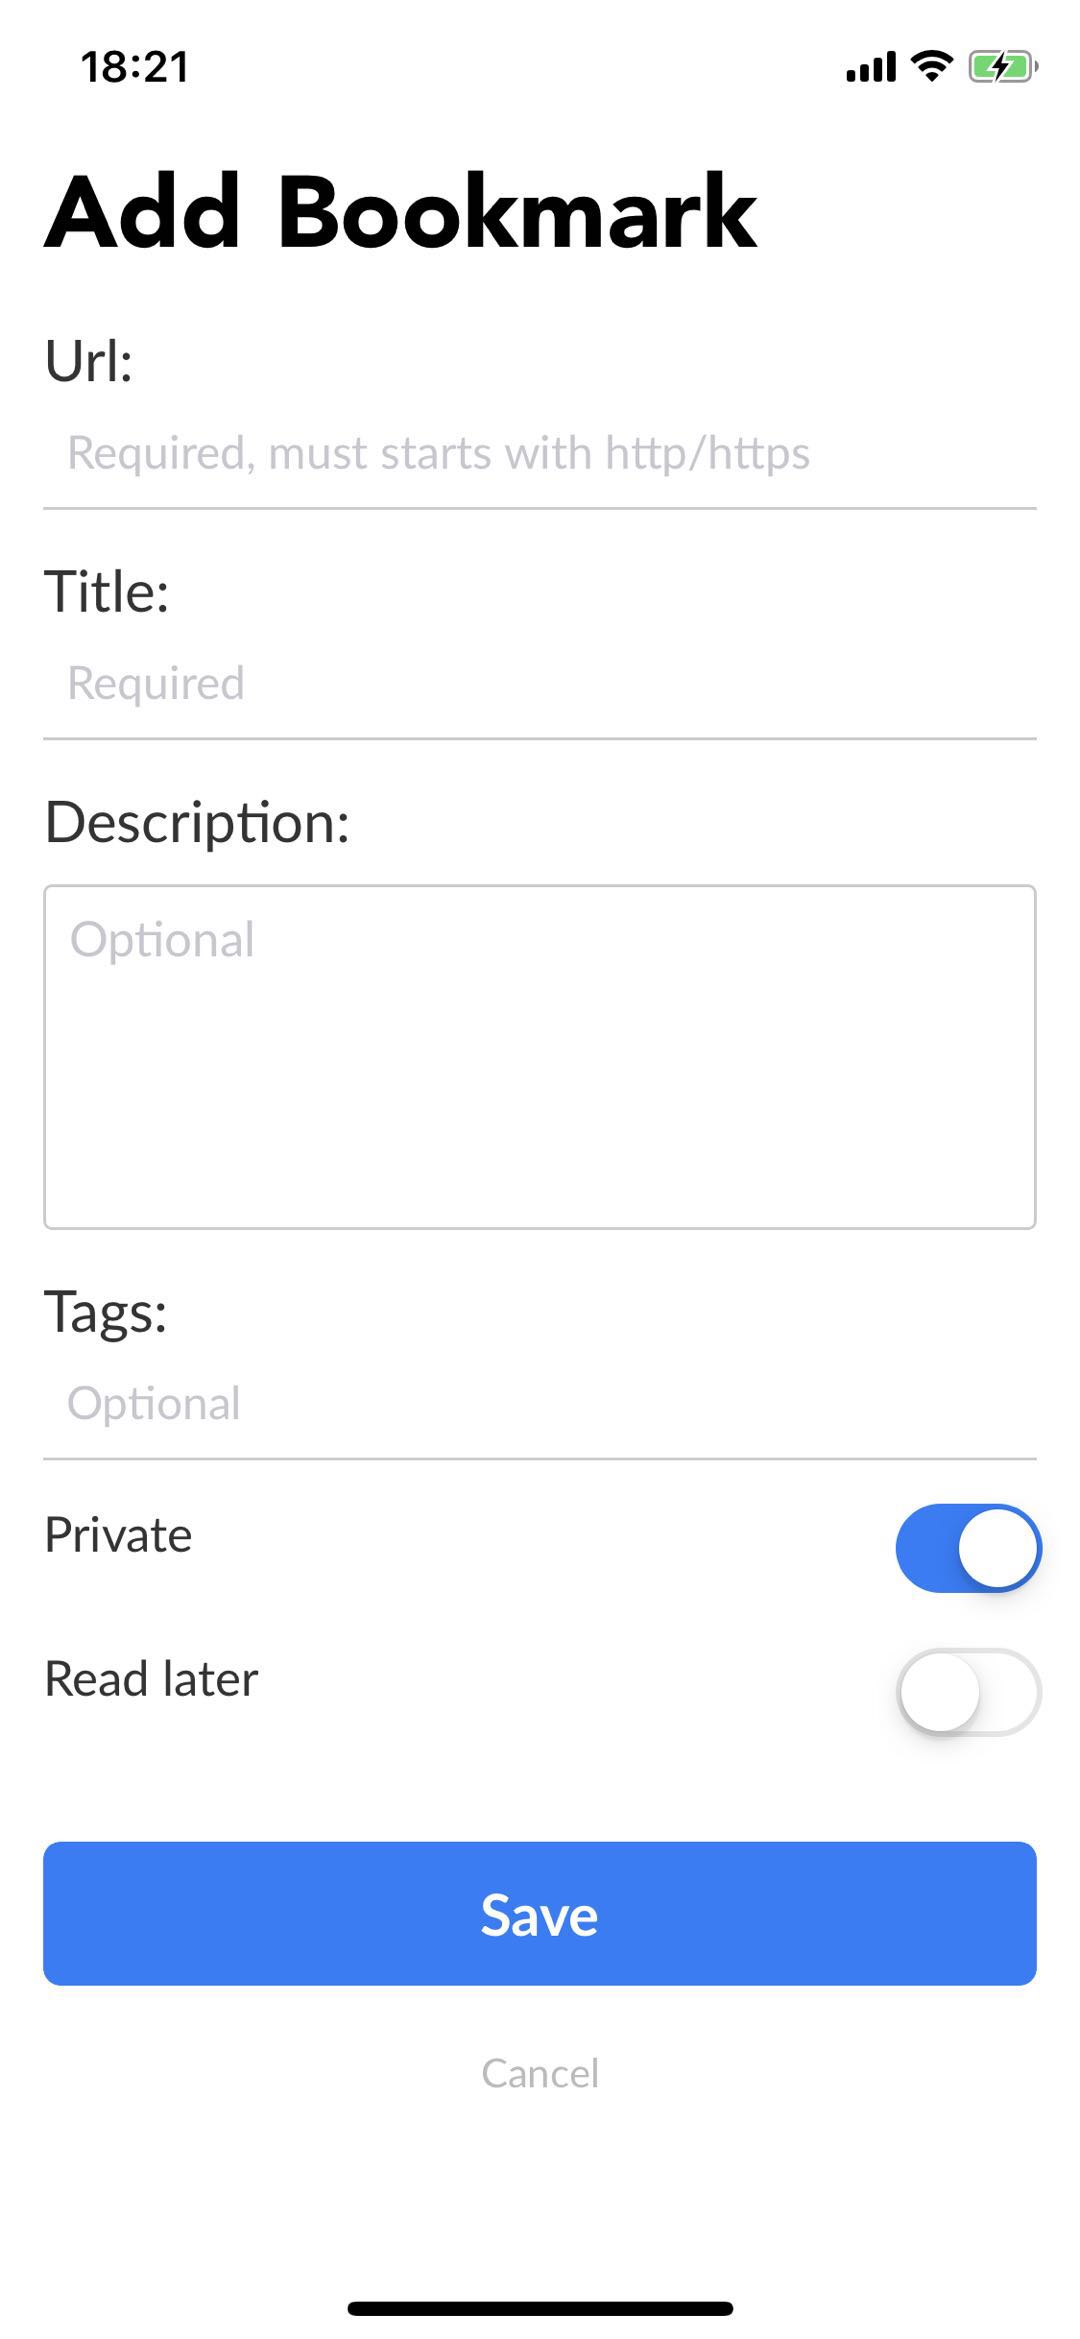 18:21
Add Bookmark
Url:
Required, must starts with http/https
Title:
Required
Description:
Optional
Tags:
Optional
Private
Read later
Save
Cancel